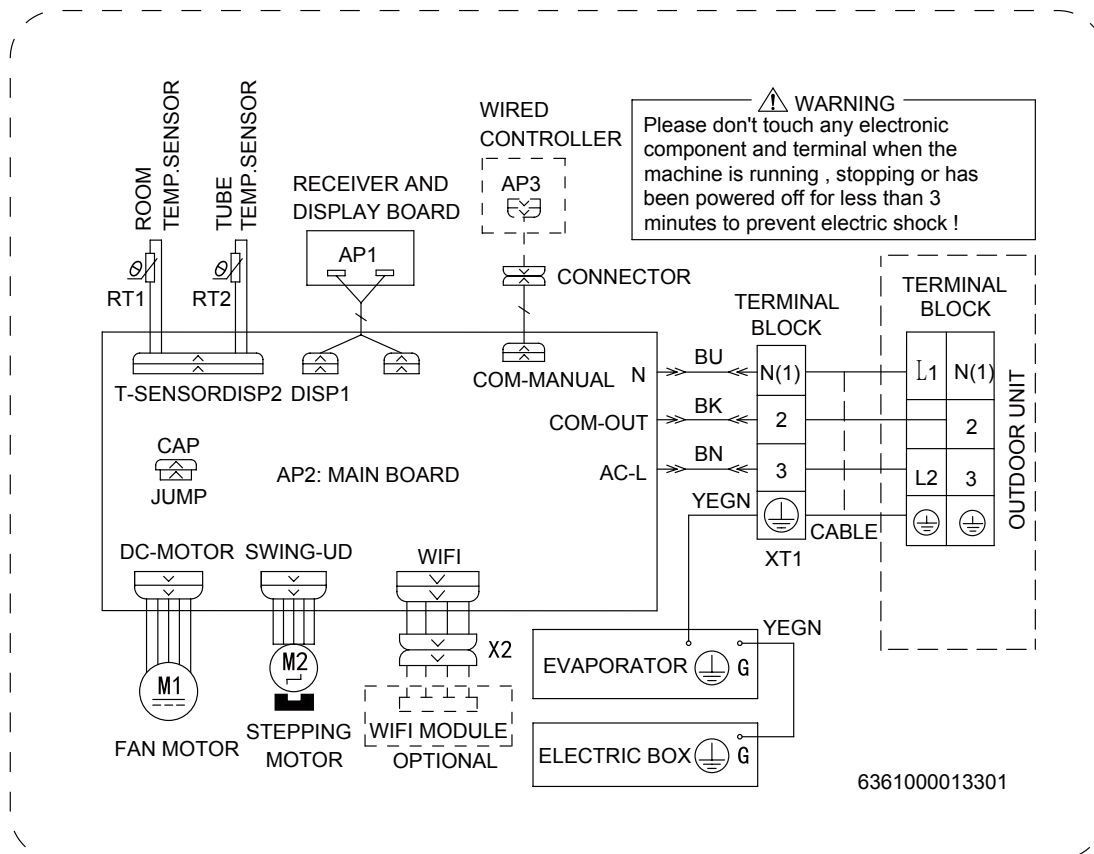 ROOM
TEMP.SENSOR
TUBE
TEMP.SENSOR
RT1
RT2
RECEIVER AND
DISPLAY BOARD
AP1
WIRED
CONTROLLER
AP3
CONNECTOR
WARNING
Please don't touch any electronic
component and terminal when the
machine is running , stopping or has
been powered off for less than 3
minutes to prevent electric shock !
T-SENSOR
DISP2
DISP1
COM-MANUAL
N
COM-OUT
AC-L
BU
BK
BN
YEGN
TERMINAL
BLOCK
N(1)
2
3
XT1
CABLE
TERMINAL
BLOCK
L1 N(1)
2
L2 3
OUTDOOR UNIT
CAP
JUMP
AP2: MAIN BOARD
DC-MOTOR
SWING-UD
WIFI
M1
FAN MOTOR
M2
STEPPING
MOTOR
X2
WIFI MODULE
OPTIONAL
EVAPORATOR G
YEGN
ELECTRIC BOX G
6361000013301